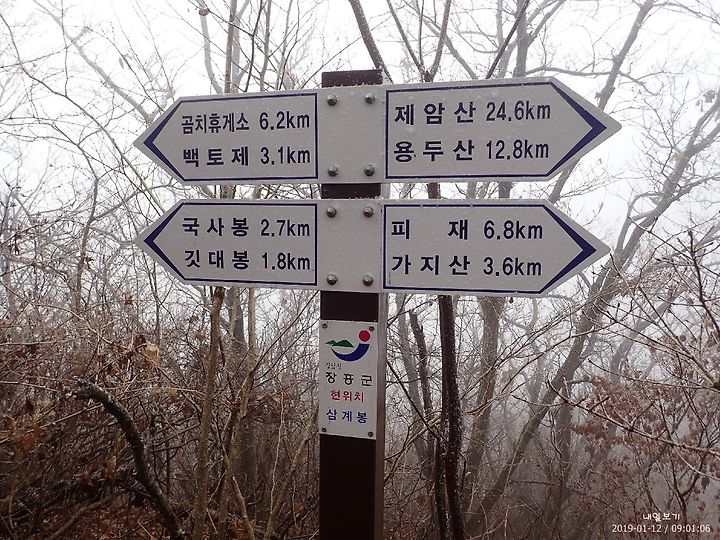 곰치휴게소 6.2km
백토제 3.1km
제암산 24.6km
용두산 12.8km
국사봉 2.7km
깃대봉 1.8km
피재 6.8km
가지산 3.6km
장흥군
현위치
삼계봉
내일보기
2019-01-12 / 09:01:06